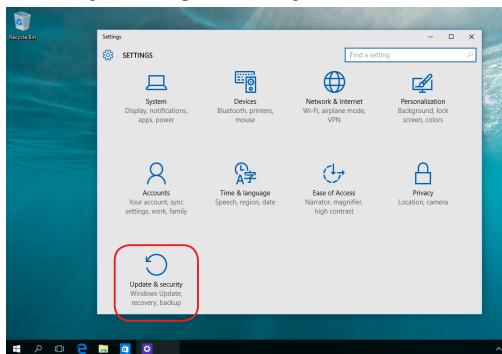 Recycle Bin
Settings
SETTINGS
Find a setting
System
Display, notifications,
apps, power
Devices
Bluetooth, printers,
mouse
Network & Internet
Wi-Fi, airplane mode,
VPN
Personalization
Background, lock
screen, colors
Accounts
Your account, sync
settings, work, family
Time & language
Speech, region, date
Ease of Access
Narrator, magnifier,
high contrast
Privacy
Location, camera
Update & security
Windows Update,
recovery, backup